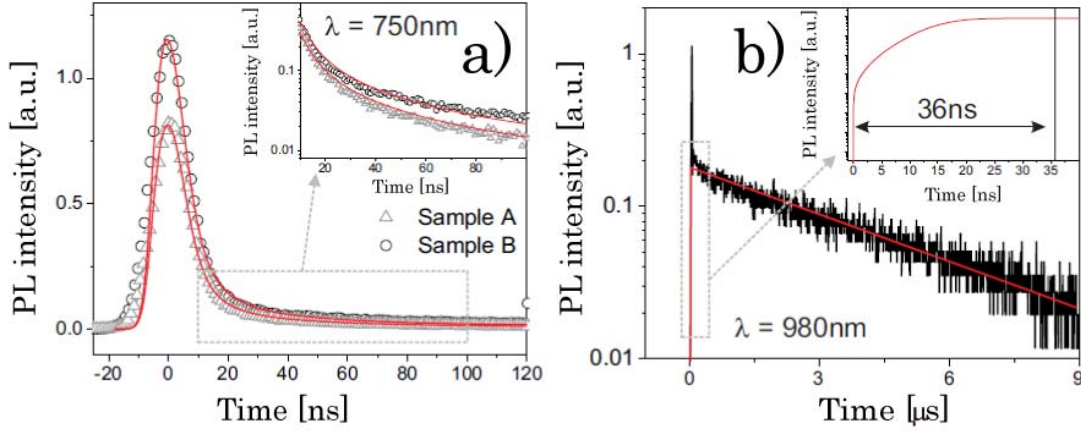 a)
λ = 750nm
PL intensity [a.u.]
1.0
0.5
0.0
-20 0 20 40 60 80 100 120
Time [ns]
PL intensity [a.u.]
0.1
0.01
20 40 60 80
Time [ns]
Sample A
Sample B
b)
PL intensity [a.u.]
1
0.1
0.01
0 3 6 9
Time [μs]
λ = 980nm
PL intensity [a.u.]
36ns
0 5 10 15 20 25 30 35
Time [ns]